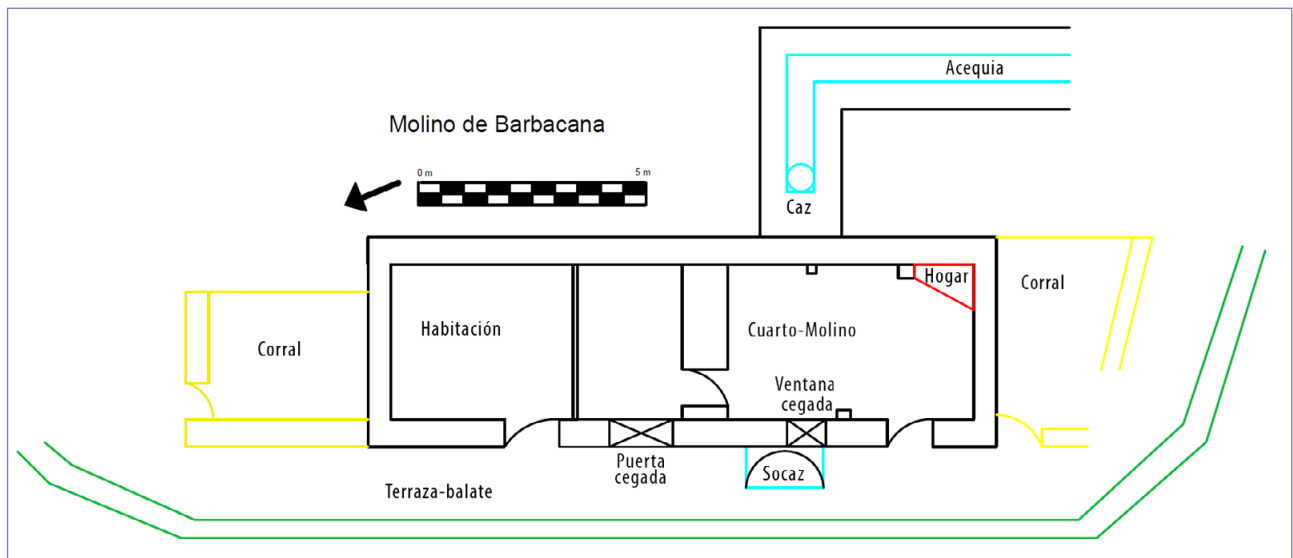 Acequia
Molino de Barbacana
0 m
5 m
Caz
Hogar
Corral
Habitación
Cuarto-Molino
Corral
Ventana
cegada
Puerta
cegada
Socaz
Terraza-balate